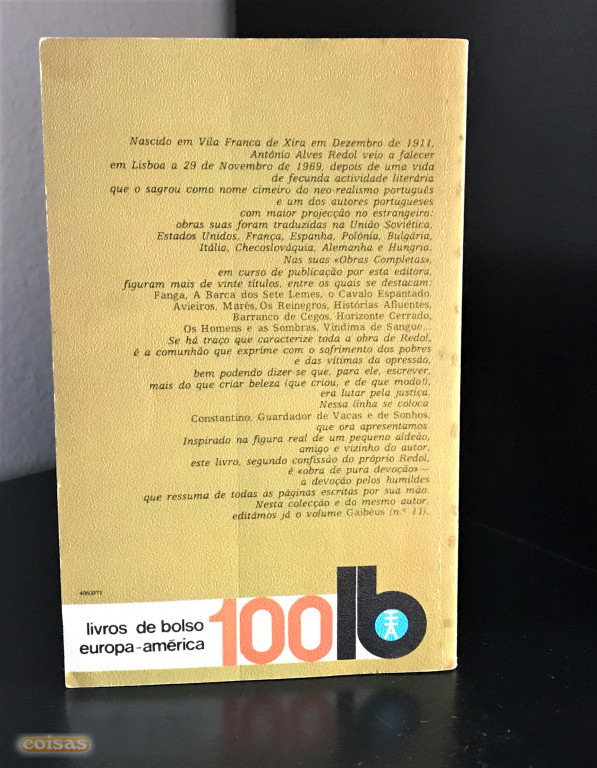 Nascido em Vila Franca de Xira em Dezembro de 1911,
António Alves Redol veio a falecer
em Lisboa a 29 de Novembro de 1969, depois de uma vida
de fecunda actividade literária
que o sagrou como nome cimeiro do neo-realismo português
e um dos autores portugueses
com maior projecção no estrangeiro:
obras suas foram traduzidas na União Soviética,
Estados Unidos, França, Espanha, Polónia, Bulgária,
Itália, Checoslováquia, Alemanha e Hungria.
Nas suas «Obras Completas»,
em curso de publicação por esta editora,
figuram mais de vinte títulos, entre os quais se destacam:
Fanga, A Barca dos Sete Lemes, o Cavalo Espantado,
Avieiros, Marés, Os Reinegros, Histórias Afluentes,
Barranco de Cegos, Horizonte Cerrado,
Os Homens e as Sombras, Vindima de Sangue...
Se há traço que caracterize toda a obra de Redol,
é a comunhão que exprime com o sofrimento dos pobres
e das vítimas da opressão,
bem podendo dizer-se que, para ele, escrever,
mais do que criar beleza (que criou, e de que modo!),
era lutar pela justiça.
Nessa linha se coloca
Constantino, Guardador de Vacas e de Sonhos,
que ora apresentamos.
Inspirado na figura real de um pequeno aldeão,
amigo e vizinho do autor,
este livro, segundo confissão do próprio Redol,
é «obra de pura devoção» —
a devoção pelos humildes
que ressuma de todas as páginas escritas por sua mão.
Nesta colecção e do mesmo autor,
editámos já o volume Gaibéus (n.º 11).
livros de bolso
europa-américa
100 lb
coisas